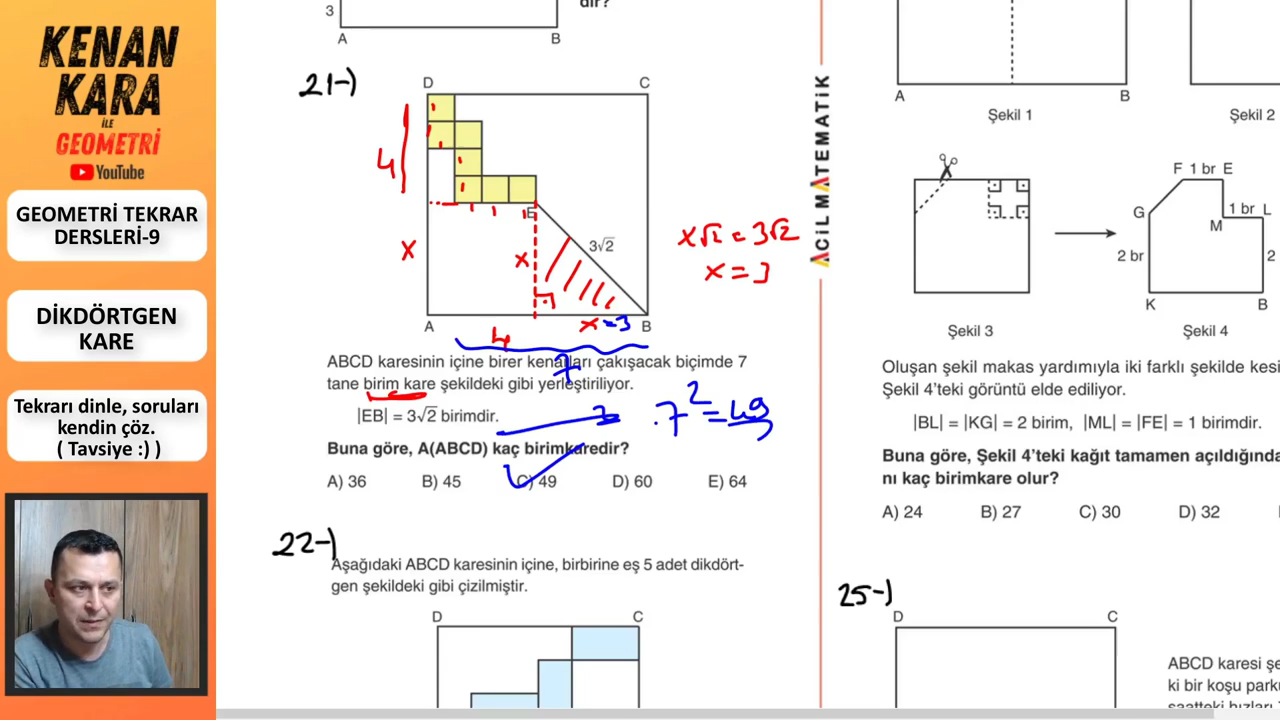 KENAN
KARA
İLE
GEOMETRİ
YouTube
GEOMETRİ TEKRAR
DERSLERİ-9
DİKDÖRTGEN
KARE
Tekrarı dinle, soruları
kendin çöz.
( Tavsiye :) )
3
A
B
dir?
21-)
D
C
4
x
E
x
3√2
x√2 = 3√2
x = 3
A
4
x = 3
B
7
ABCD karesinin içine birer kenarları çakışacak biçimde 7
tane birim kare şekildeki gibi yerleştiriliyor.
|EB| = 3√2 birimdir.
7² = 49
Buna göre, A(ABCD) kaç birimkaredir?
A) 36
B) 45
C) 49
D) 60
E) 64
22-)
Aşağıdaki ABCD karesinin içine, birbirine eş 5 adet dikdört-
gen şekildeki gibi çizilmiştir.
D
C
AÇILMATEMATİK
A
B
Şekil 1
Şekil 2
F 1 br E
G
1 br L
M
2 br
2
K
B
Şekil 3
Şekil 4
Oluşan şekil makas yardımıyla iki farklı şekilde kesi
Şekil 4'teki görüntü elde ediliyor.
|BL| = |KG| = 2 birim, |ML| = |FE| = 1 birimdir.
Buna göre, Şekil 4'teki kağıt tamamen açıldığında
nı kaç birimkare olur?
A) 24
B) 27
C) 30
D) 32
25-)
D
C
ABCD karesi şe
ki bir koşu parku